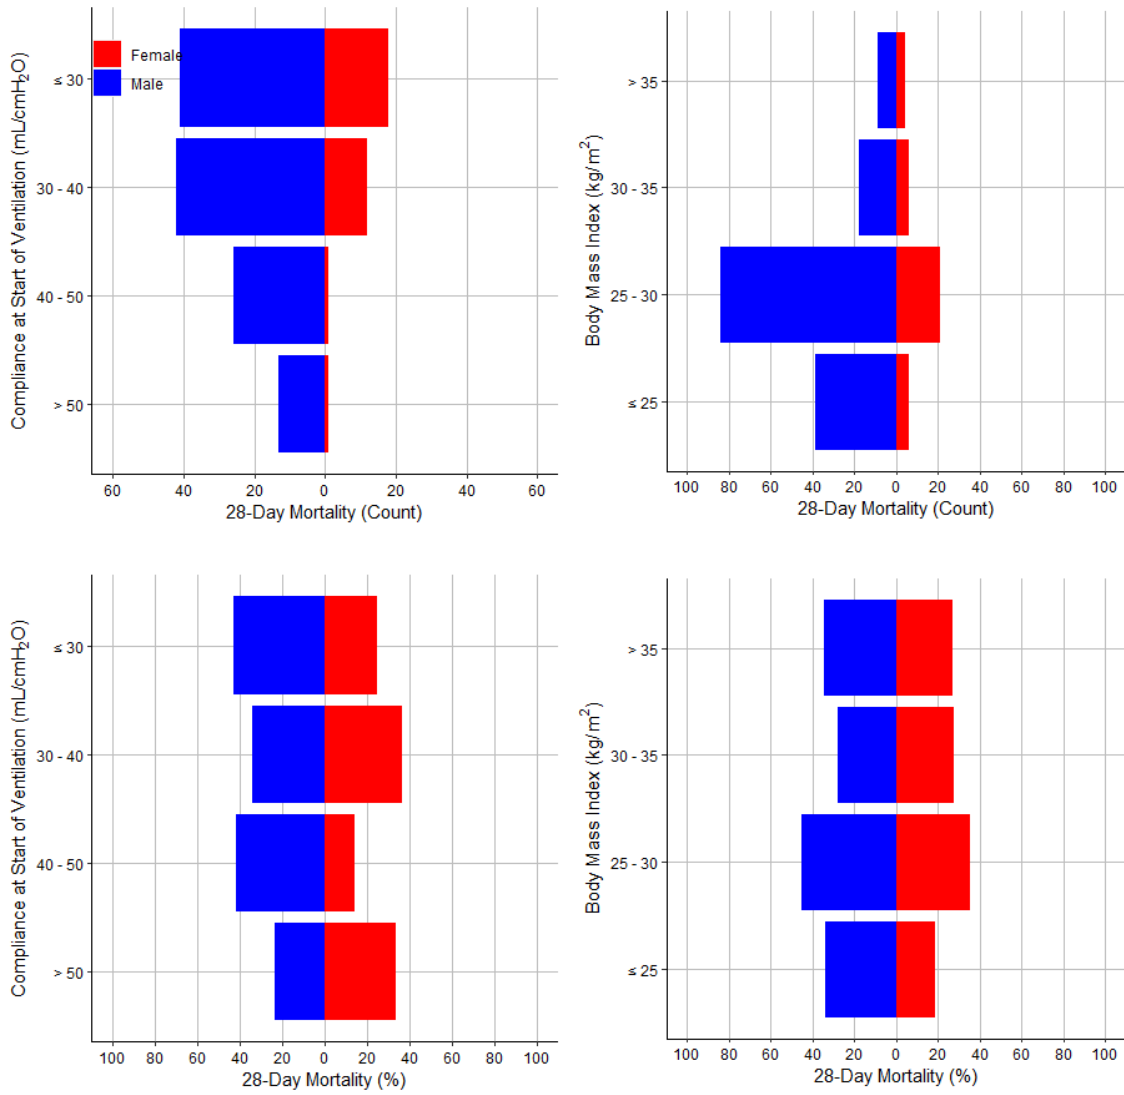 Compliance at Start of Ventilation (mL/cmH₂O)
≤ 30
30 - 40
40 - 50
> 50
Female
Male
60 40 20 0 20 40 60
28-Day Mortality (Count)
Body Mass Index (kg/m²)
> 35
30 - 35
25 - 30
≤ 25
100 80 60 40 20 0 20 40 60 80 100
28-Day Mortality (Count)
Compliance at Start of Ventilation (mL/cmH₂O)
≤ 30
30 - 40
40 - 50
> 50
100 80 60 40 20 0 20 40 60 80 100
28-Day Mortality (%)
Body Mass Index (kg/m²)
> 35
30 - 35
25 - 30
≤ 25
100 80 60 40 20 0 20 40 60 80 100
28-Day Mortality (%)